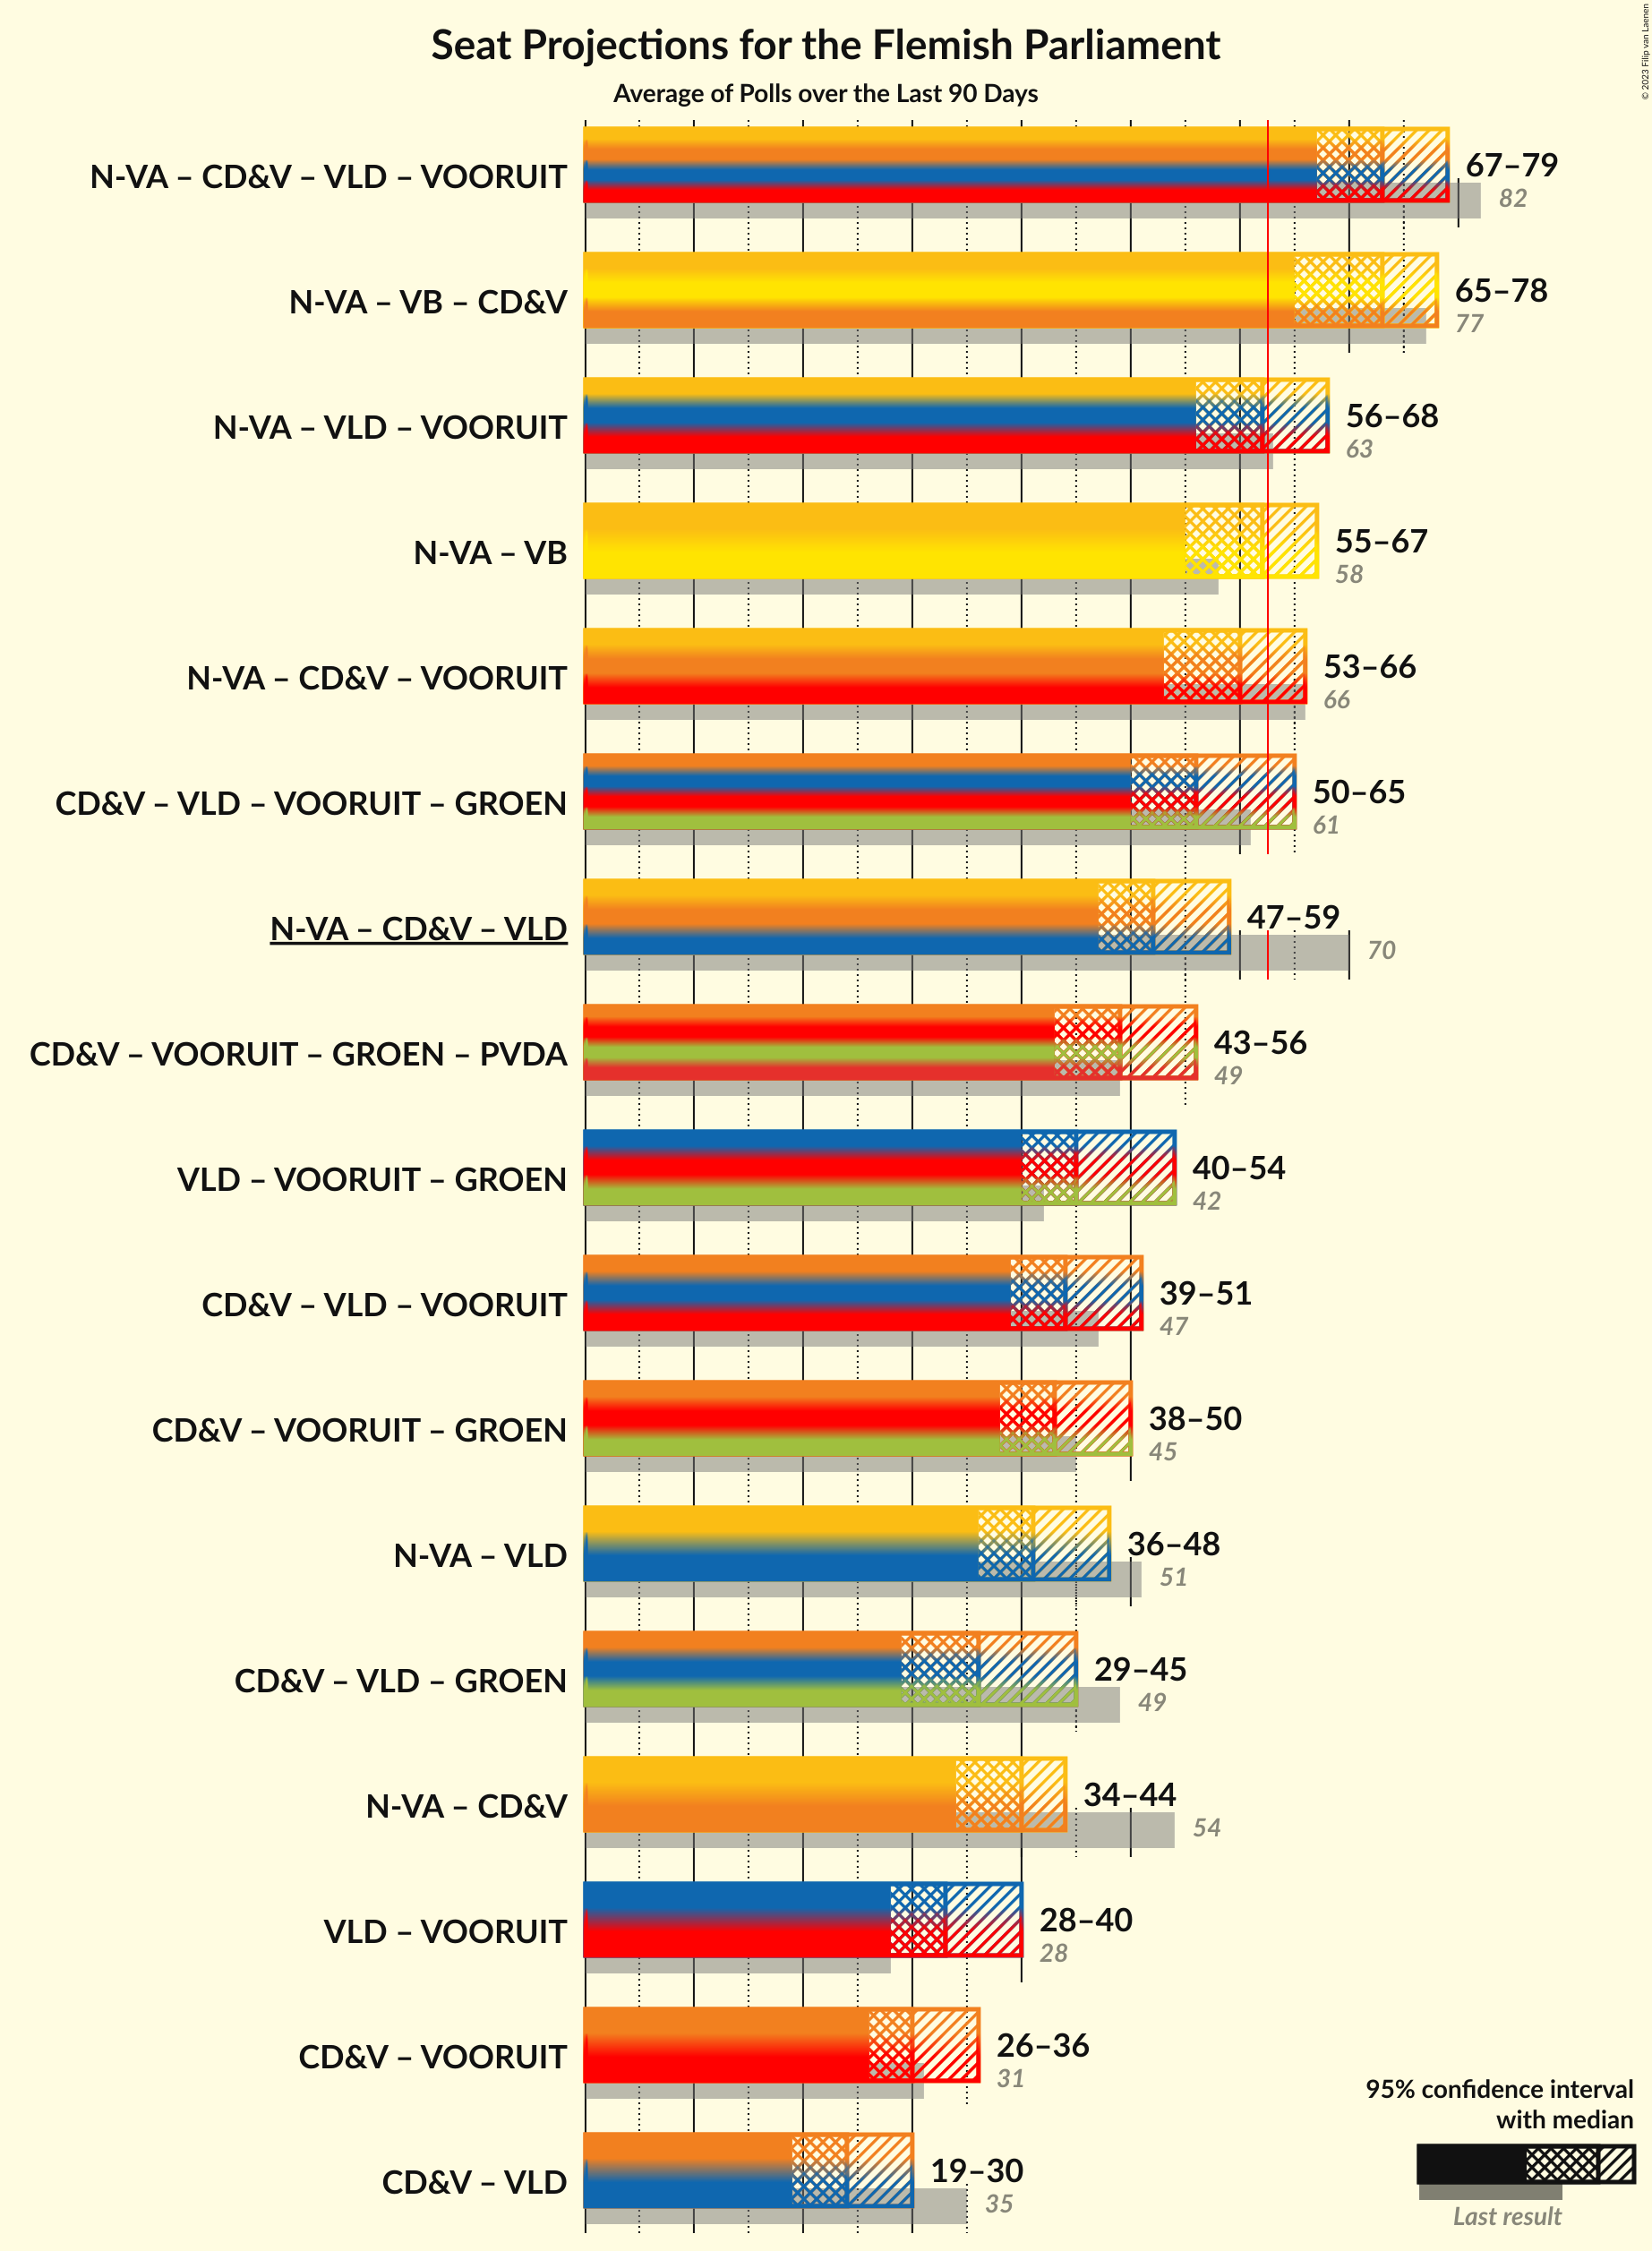 Seat Projections for the Flemish Parliament
Average of Polls over the Last 90 Days
© 2023 Filip van Laenen
N-VA – CD&V – VLD – VOORUIT
67–79
82
N-VA – VB – CD&V
65–78
77
N-VA – VLD – VOORUIT
56–68
63
N-VA – VB
55–67
58
N-VA – CD&V – VOORUIT
53–66
66
CD&V – VLD – VOORUIT – GROEN
50–65
61
N-VA – CD&V – VLD
47–59
70
CD&V – VOORUIT – GROEN – PVDA
43–56
49
VLD – VOORUIT – GROEN
40–54
42
CD&V – VLD – VOORUIT
39–51
47
CD&V – VOORUIT – GROEN
38–50
45
N-VA – VLD
36–48
51
CD&V – VLD – GROEN
29–45
49
N-VA – CD&V
34–44
54
VLD – VOORUIT
28–40
28
CD&V – VOORUIT
26–36
31
CD&V – VLD
19–30
35
95% confidence interval
with median
Last result